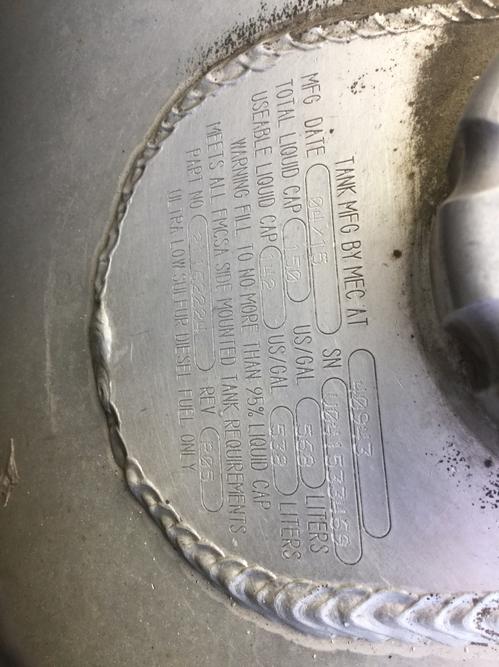 TANK MFG BY MEC AT
MFG DATE 04/15 SN
TOTAL LIQUID CAP 150 US/GAL 568 LITERS
USEABLE LIQUID CAP US/GAL 538 LITERS
WARNING FILL TO NO MORE THAN 95% LIQUID CAP
MEETS ALL FMCSA SIDE MOUNTED TANK REQUIREMENTS
PART NO REV
ULTRA LOW SULFUR DIESEL FUEL ONLY